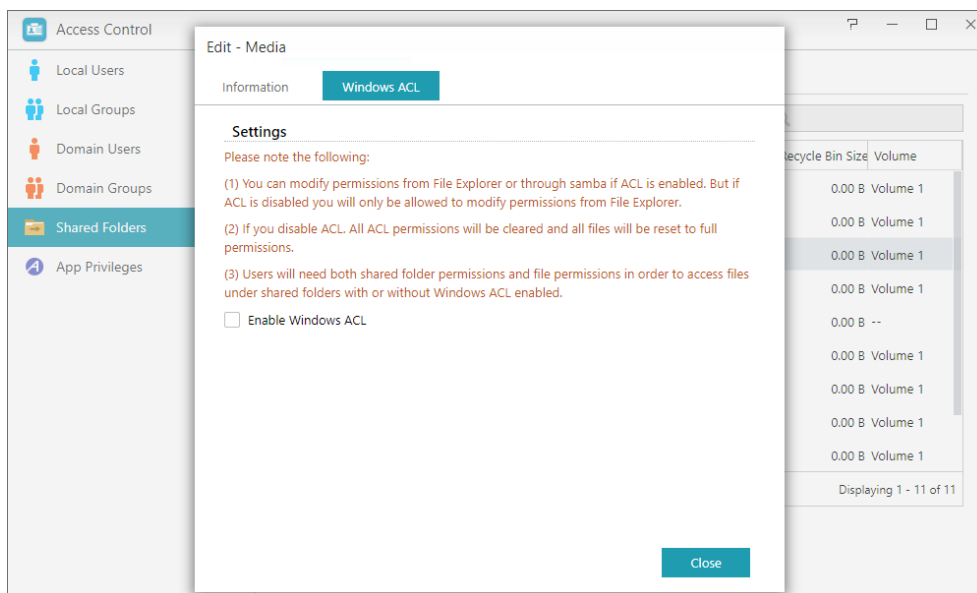 Access Control
Local Users
Local Groups
Domain Users
Domain Groups
Shared Folders
App Privileges
Edit - Media
Information
Windows ACL
Settings
Please note the following:
(1) You can modify permissions from File Explorer or through samba if ACL is enabled. But if
ACL is disabled you will only be allowed to modify permissions from File Explorer.
(2) If you disable ACL. All ACL permissions will be cleared and all files will be reset to full
permissions.
(3) Users will need both shared folder permissions and file permissions in order to access files
under shared folders with or without Windows ACL enabled.
Enable Windows ACL
Close
Recycle Bin Size Volume
0.00 B Volume 1
0.00 B Volume 1
0.00 B Volume 1
0.00 B Volume 1
0.00 B --
0.00 B Volume 1
0.00 B Volume 1
0.00 B Volume 1
0.00 B Volume 1
Displaying 1 - 11 of 11